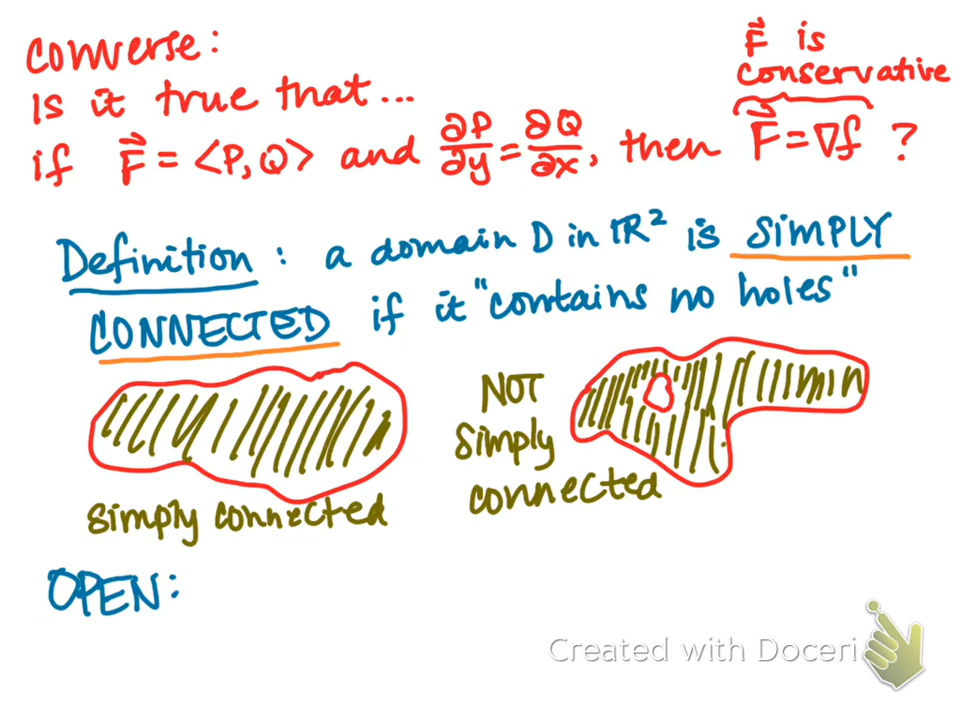 Converse:
Is it true that...
if F⃗ = <P, Q> and ∂P/∂y = ∂Q/∂x, then F⃗ = ∇f ?
F⃗ is
conservative
Definition: a domain D in ℝ² is SIMPLY
CONNECTED if it "contains no holes"
simply connected
NOT
simply
connected
OPEN:
Created with Doceri